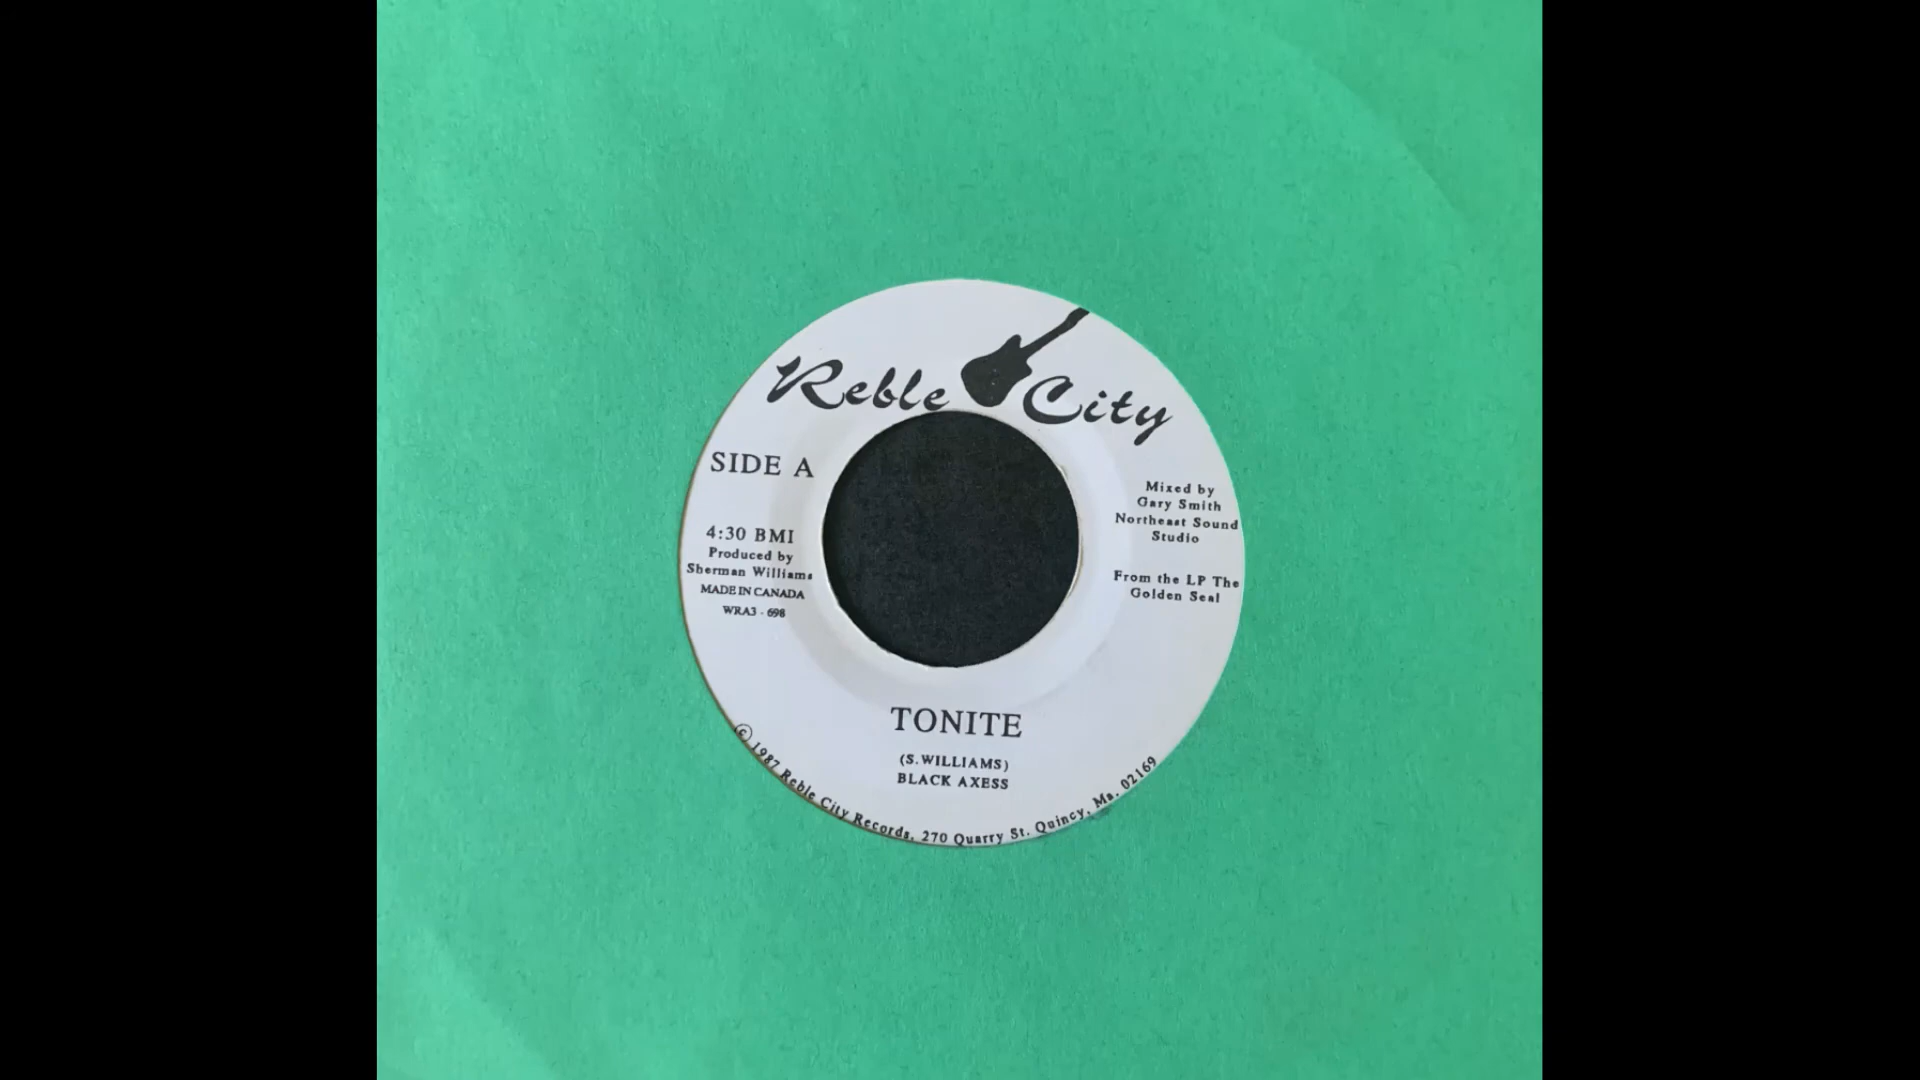 Reble City
SIDE A
4:30 BMI
Produced by
Sherman Williams
MADE IN CANADA
WRA3 - 698
Mixed by
Gary Smith
Northeast Sound
Studio
From the LP The
Golden Seal
TONITE
(S.WILLIAMS)
BLACK AXESS
© 1987 Reble City Records, 270 Quarry St. Quincy, Ma. 02169